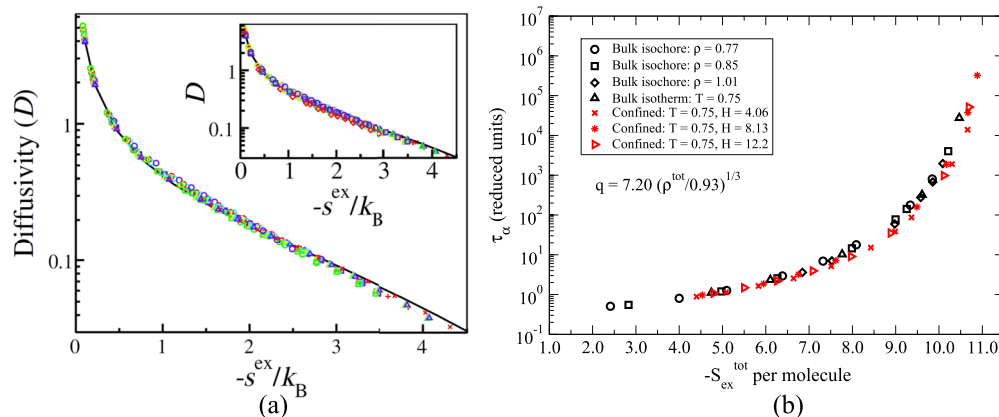 Diffusivity (D)
1
0.1
0 1 2 3 4
-s^ex/k_B
D
1
0.1
0 1 2 3 4
-s^ex/k_B
(a)
τ_α (reduced units)
10^7
10^6
10^5
10^4
10^3
10^2
10^1
10^0
10^-1
Bulk isochore: ρ = 0.77
Bulk isochore: ρ = 0.85
Bulk isochore: ρ = 1.01
Bulk isotherm: T = 0.75
Confined: T = 0.75, H = 4.06
Confined: T = 0.75, H = 8.13
Confined: T = 0.75, H = 12.2
q = 7.20 (ρ^tot/0.93)^1/3
1.0 2.0 3.0 4.0 5.0 6.0 7.0 8.0 9.0 10.0 11.0
-S_ex^tot per molecule
(b)